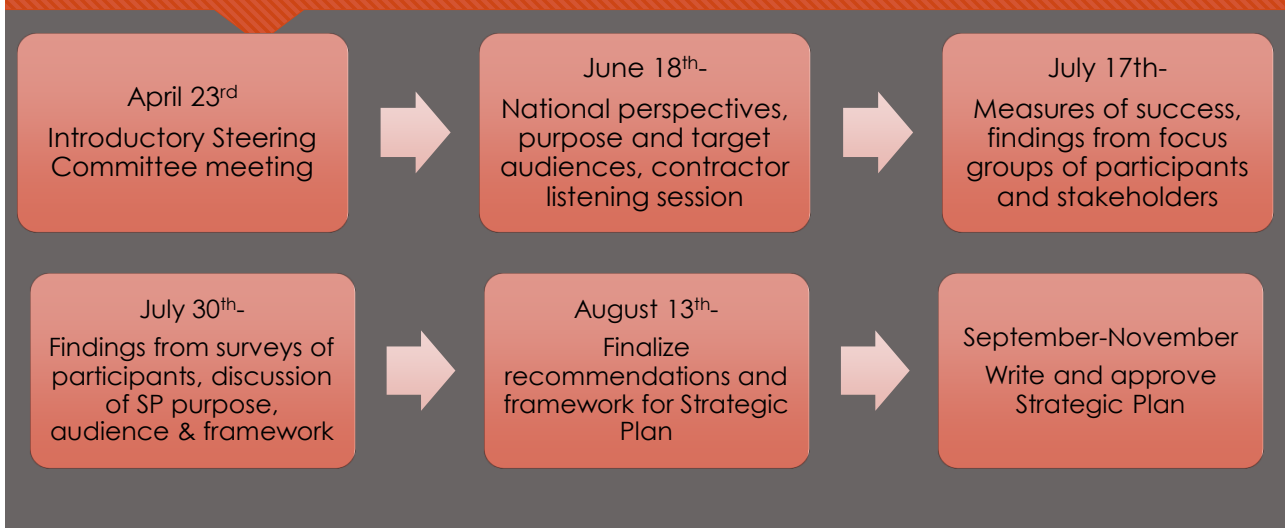 April 23rd
Introductory Steering
Committee meeting
June 18th-
National perspectives,
purpose and target
audiences, contractor
listening session
July 17th-
Measures of success,
findings from focus
groups of participants
and stakeholders
July 30th-
Findings from surveys of
participants, discussion
of SP purpose,
audience & framework
August 13th-
Finalize
recommendations and
framework for Strategic
Plan
September-November
Write and approve
Strategic Plan